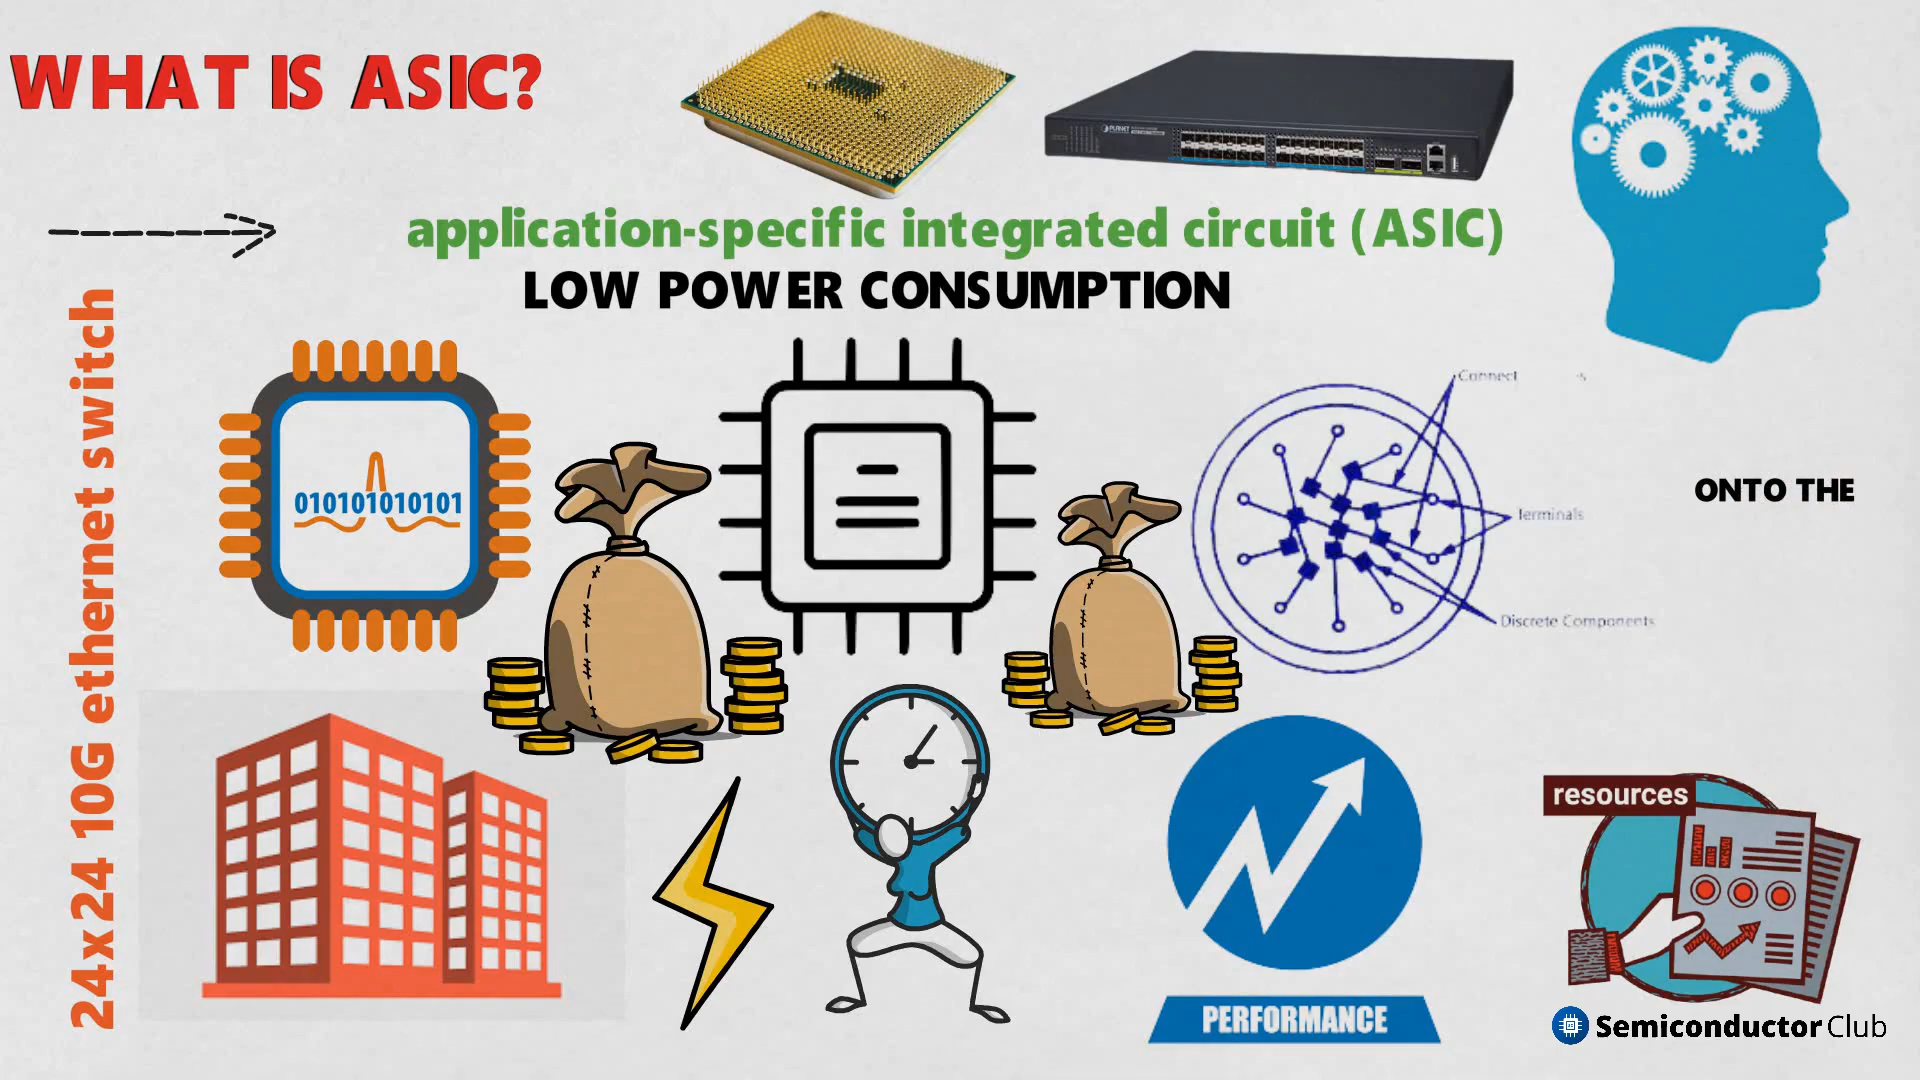 WHAT IS ASIC?
PLANET
application-specific integrated circuit (ASIC)
LOW POWER CONSUMPTION
24x24 10G ethernet switch
010101010101
Connect
s
Terminals
Discrete Components
ONTO THE
resources
PERFORMANCE
Semiconductor Club